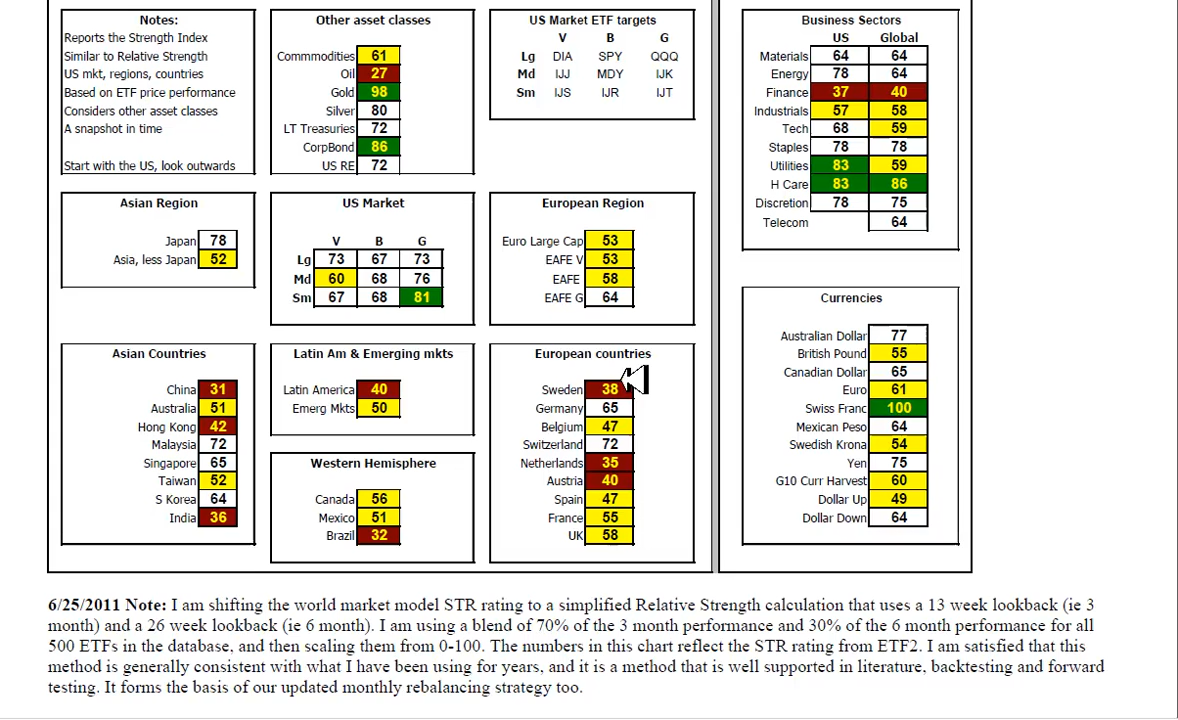 Notes:
Reports the Strength Index
Similar to Relative Strength
US mkt, regions, countries
Based on ETF price performance
Considers other asset classes
A snapshot in time
Start with the US, look outwards
Other asset classes
Commmodities 61
Oil 27
Gold 98
Silver 80
LT Treasuries 72
CorpBond 86
US RE 72
US Market ETF targets
V B G
Lg DIA SPY QQQ
Md IJJ MDY IJK
Sm IJS IJR IJT
Business Sectors
US Global
Materials 64 64
Energy 78 64
Finance 37 40
Industrials 57 58
Tech 68 59
Staples 78 78
Utilities 83 59
H Care 83 86
Discretion 78 75
Telecom 64
Asian Region
Japan 78
Asia, less Japan 52
US Market
V B G
Lg 73 67 73
Md 60 68 76
Sm 67 68 81
European Region
Euro Large Cap 53
EAFE V 53
EAFE 58
EAFE G 64
Currencies
Australian Dollar 77
British Pound 55
Canadian Dollar 65
Euro 61
Swiss Franc 100
Mexican Peso 64
Swedish Krona 54
Yen 75
G10 Curr Harvest 60
Dollar Up 49
Dollar Down 64
Asian Countries
China 31
Australia 51
Hong Kong 42
Malaysia 72
Singapore 65
Taiwan 52
S Korea 64
India 36
Latin Am & Emerging mkts
Latin America 40
Emerg Mkts 50
Western Hemisphere
Canada 56
Mexico 51
Brazil 32
European countries
Sweden 38
Germany 65
Belgium 47
Switzerland 72
Netherlands 35
Austria 40
Spain 47
France 55
UK 58
6/25/2011 Note: I am shifting the world market model STR rating to a simplified Relative Strength calculation that uses a 13 week lookback (ie 3
month) and a 26 week lookback (ie 6 month). I am using a blend of 70% of the 3 month performance and 30% of the 6 month performance for all
500 ETFs in the database, and then scaling them from 0-100. The numbers in this chart reflect the STR rating from ETF2. I am satisfied that this
method is generally consistent with what I have been using for years, and it is a method that is well supported in literature, backtesting and forward
testing. It forms the basis of our updated monthly rebalancing strategy too.